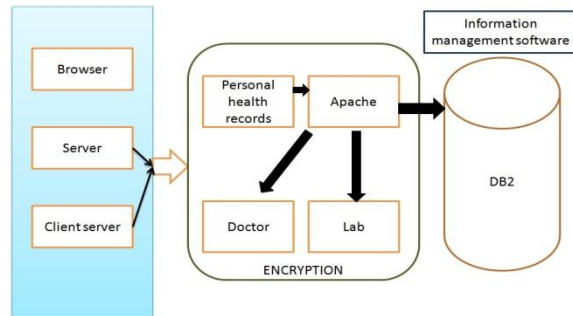 Browser
Server
Client server
Personal
health
records
Apache
Doctor
Lab
ENCRYPTION
Information
management software
DB2